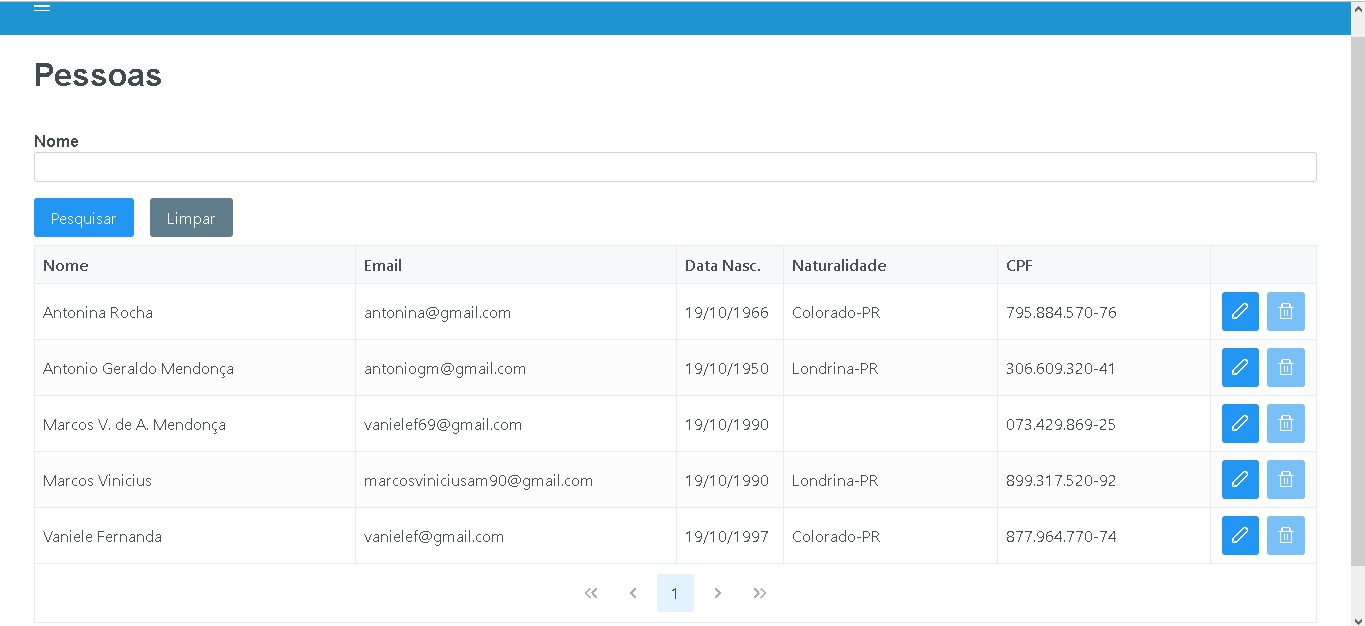 Pessoas
Nome
Pesquisar Limpar
Nome Email Data Nasc. Naturalidade CPF
Antonina Rocha antonina@gmail.com 19/10/1966 Colorado-PR 795.884.570-76
Antonio Geraldo Mendonça antoniogm@gmail.com 19/10/1950 Londrina-PR 306.609.320-41
Marcos V. de A. Mendonça vanielef69@gmail.com 19/10/1990 073.429.869-25
Marcos Vinicius marcosviniciusam90@gmail.com 19/10/1990 Londrina-PR 899.317.520-92
Vaniele Fernanda vanielef@gmail.com 19/10/1997 Colorado-PR 877.964.770-74
1